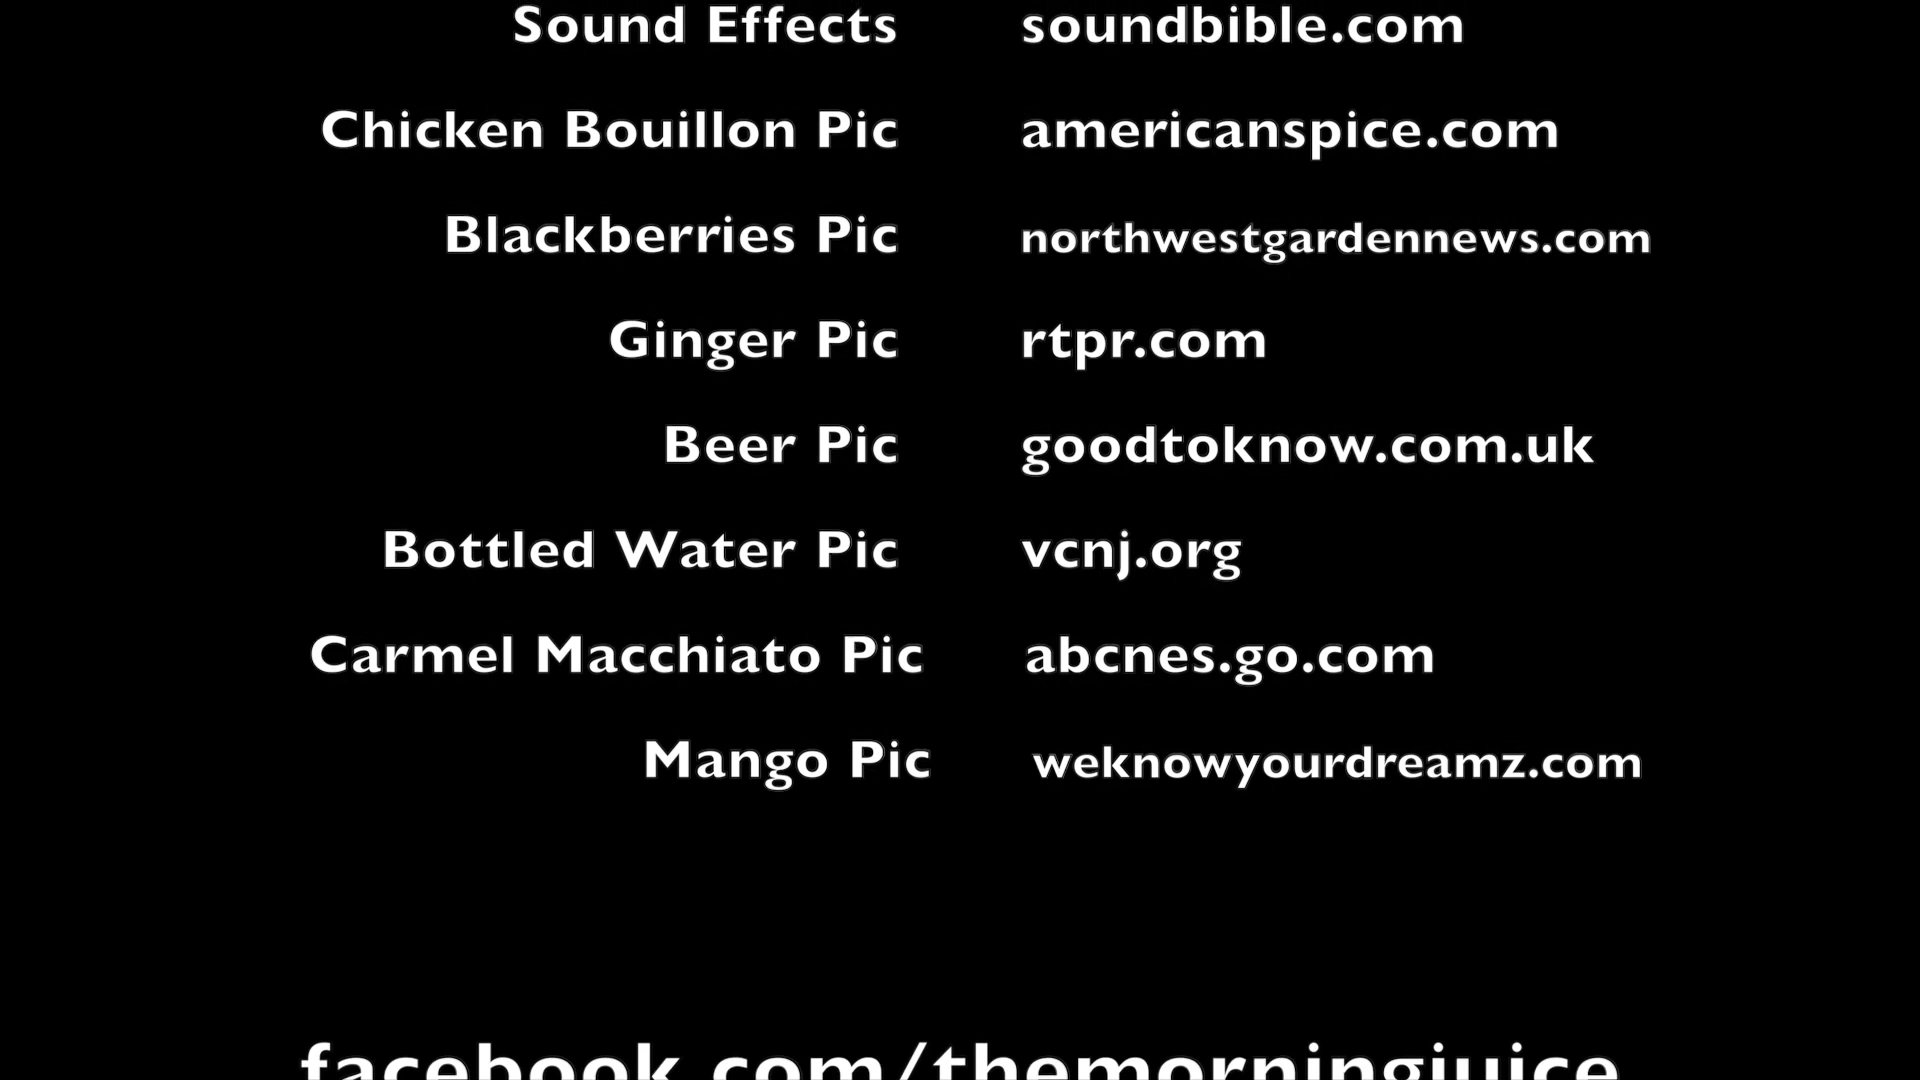 Sound Effects soundbible.com
Chicken Bouillon Pic americanspice.com
Blackberries Pic northwestgardennews.com
Ginger Pic rtpr.com
Beer Pic goodtoknow.com.uk
Bottled Water Pic vcnj.org
Carmel Macchiato Pic abcnes.go.com
Mango Pic weknowyourdreamz.com
facebook.com/themorningjuice